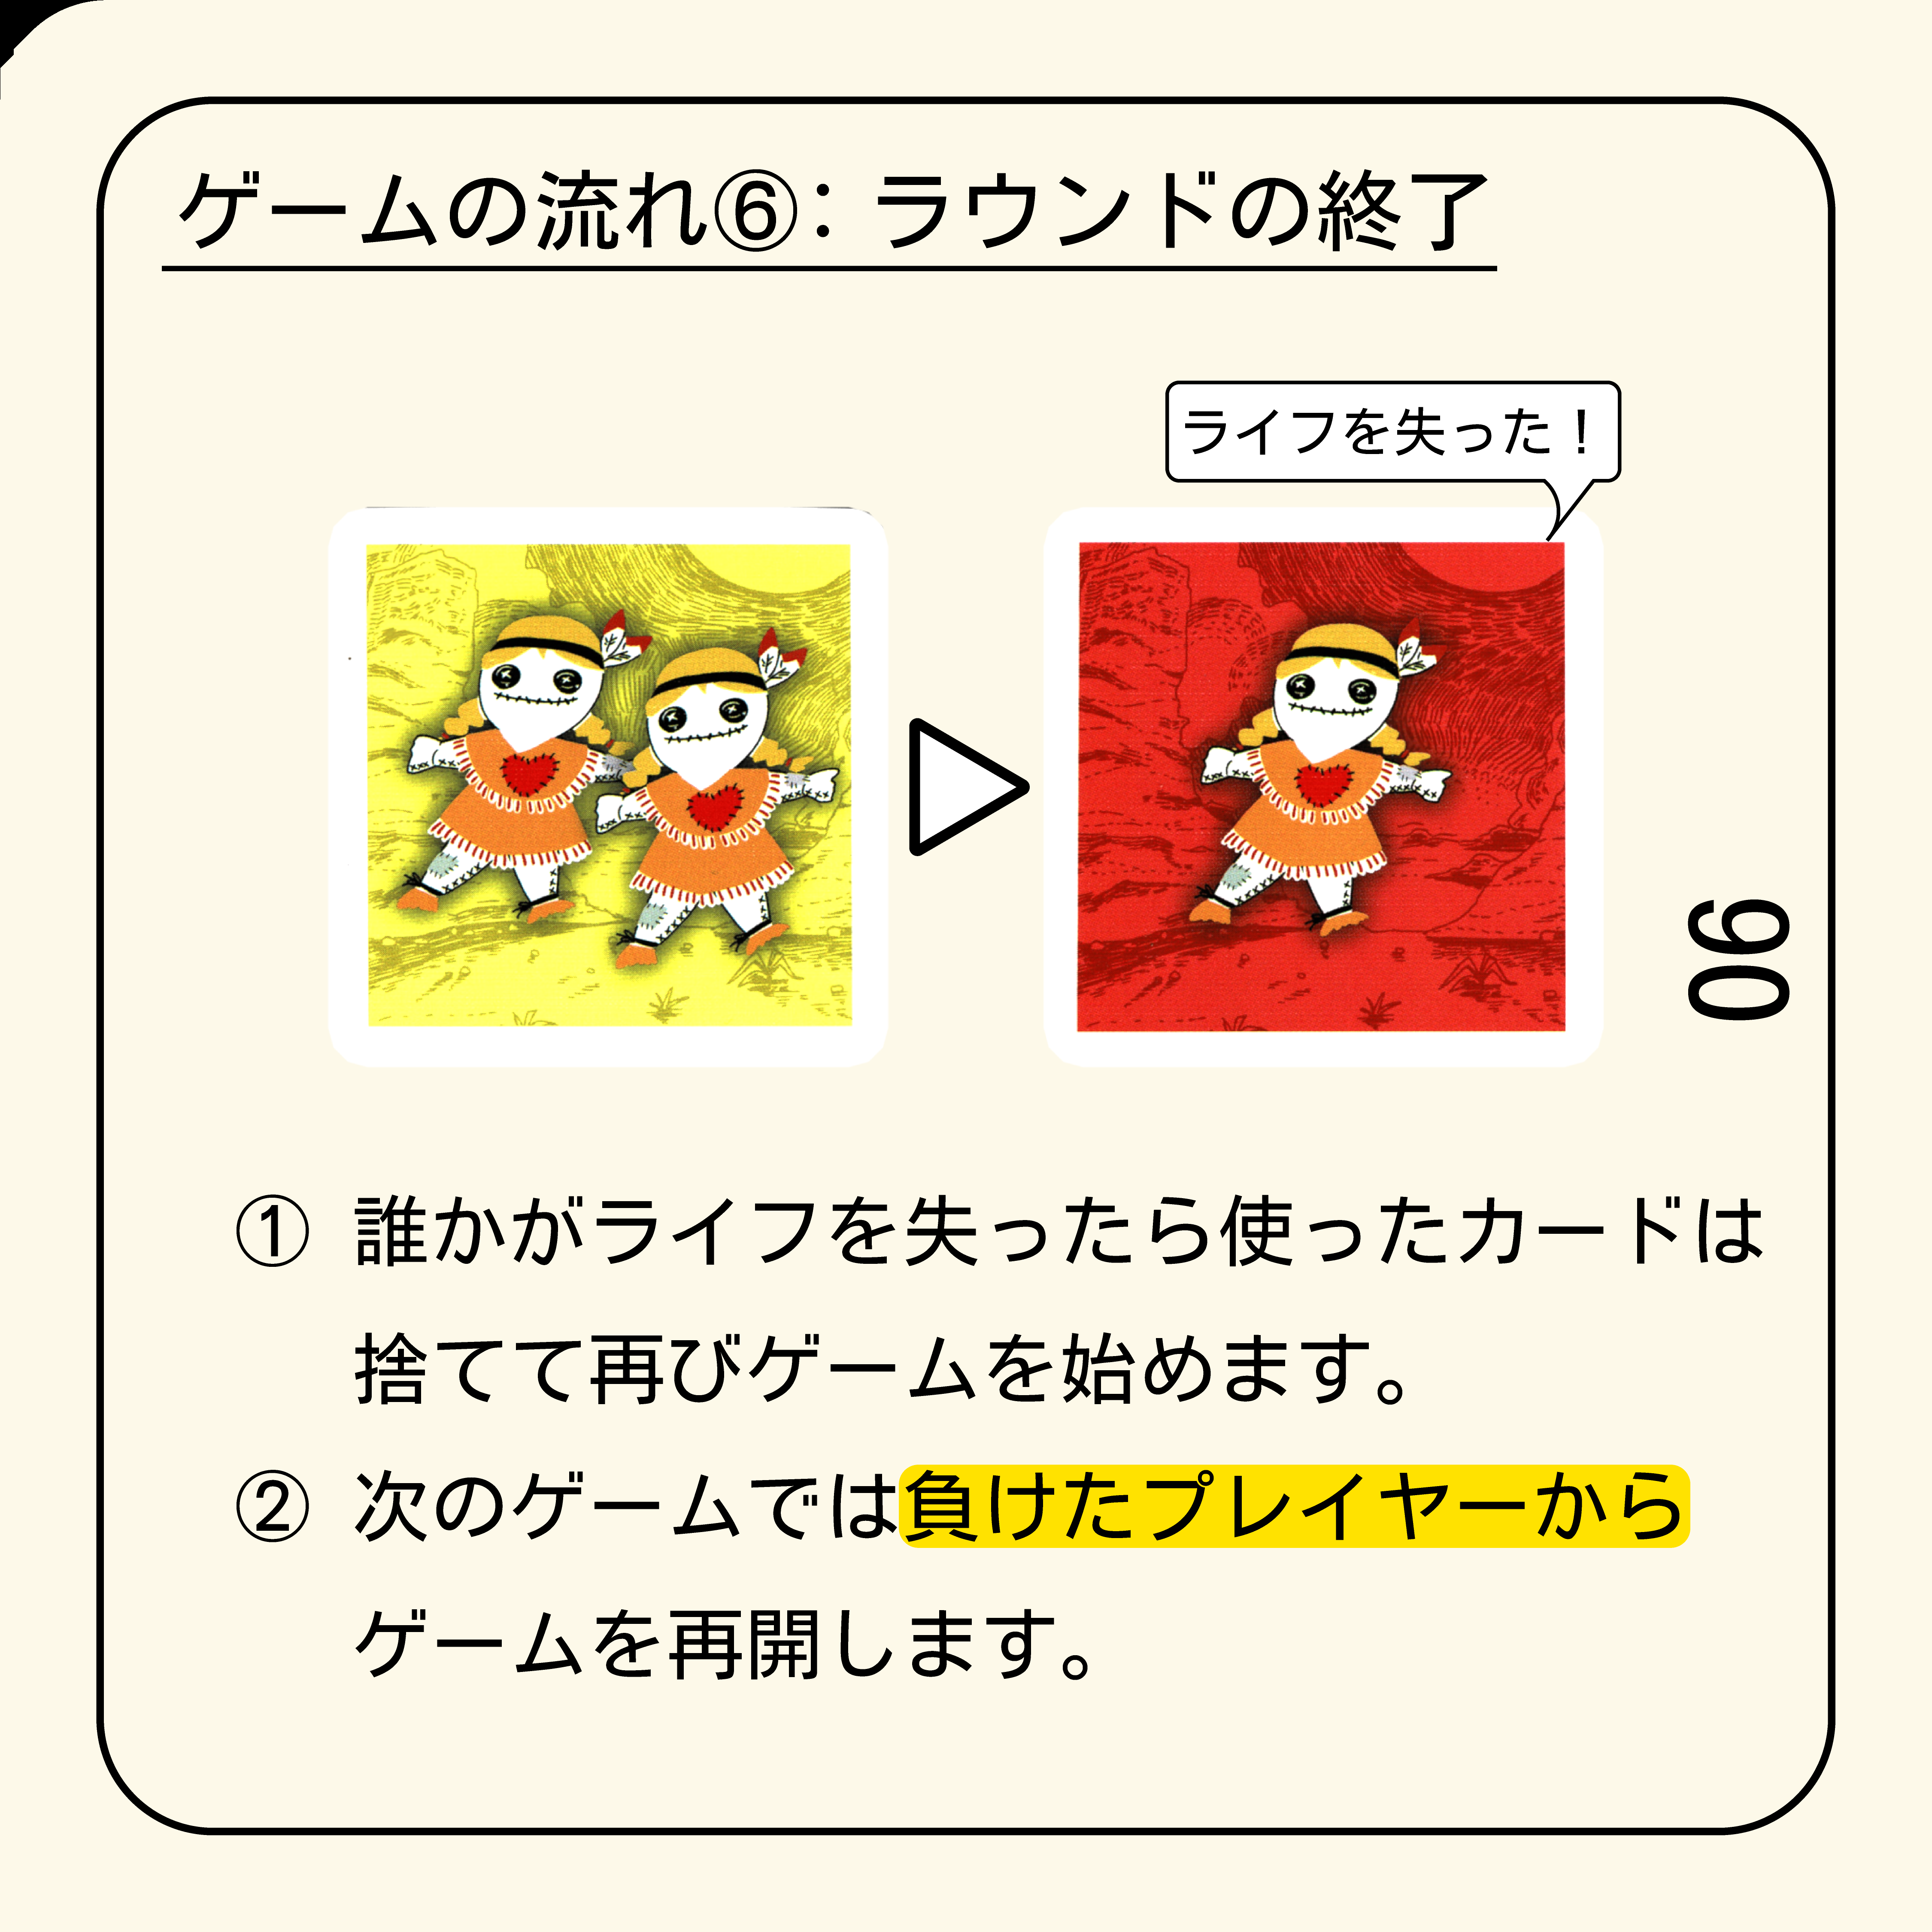 ゲームの流れ⑥：ラウンドの終了
ライフを失った！
06
① 誰かがライフを失ったら使ったカードは
捨てて再びゲームを始めます。
② 次のゲームでは負けたプレイヤーから
ゲームを再開します。